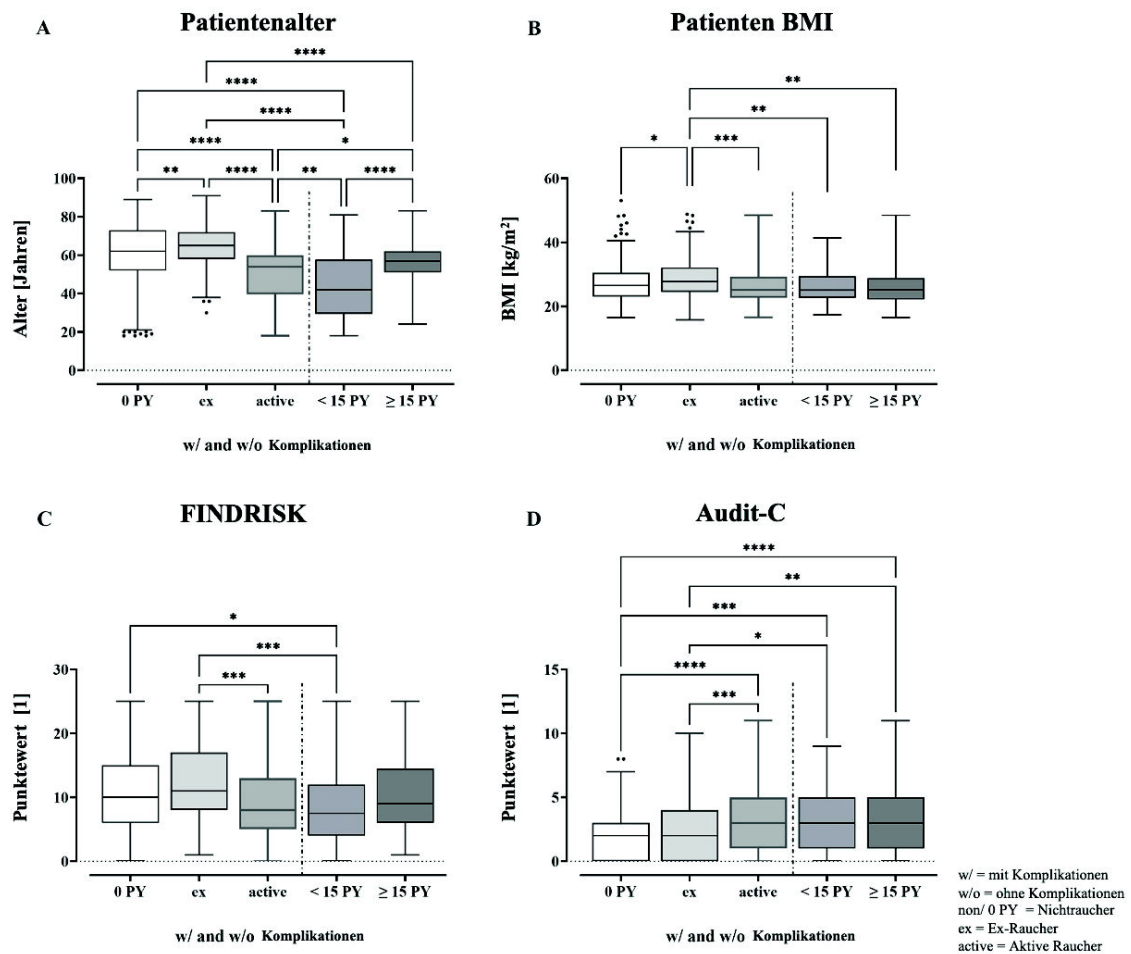 A
Patientenalter
****
****
****
****
*
**
****
**
****
100
80
60
40
20
0
Alter [Jahren]
0 PY
ex
active
< 15 PY
≥ 15 PY
w/ and w/o Komplikationen
B
Patienten BMI
**
**
*
***
60
40
20
0
BMI [kg/m²]
0 PY
ex
active
< 15 PY
≥ 15 PY
w/ and w/o Komplikationen
C
FINDRISK
*
***
***
30
20
10
0
Punktewert [1]
0 PY
ex
active
< 15 PY
≥ 15 PY
w/ and w/o Komplikationen
D
Audit-C
****
**
***
*
****
***
15
10
5
0
Punktewert [1]
0 PY
ex
active
< 15 PY
≥ 15 PY
w/ and w/o Komplikationen
w/ = mit Komplikationen
w/o = ohne Komplikationen
non/ 0 PY = Nichtraucher
ex = Ex-Raucher
active = Aktive Raucher